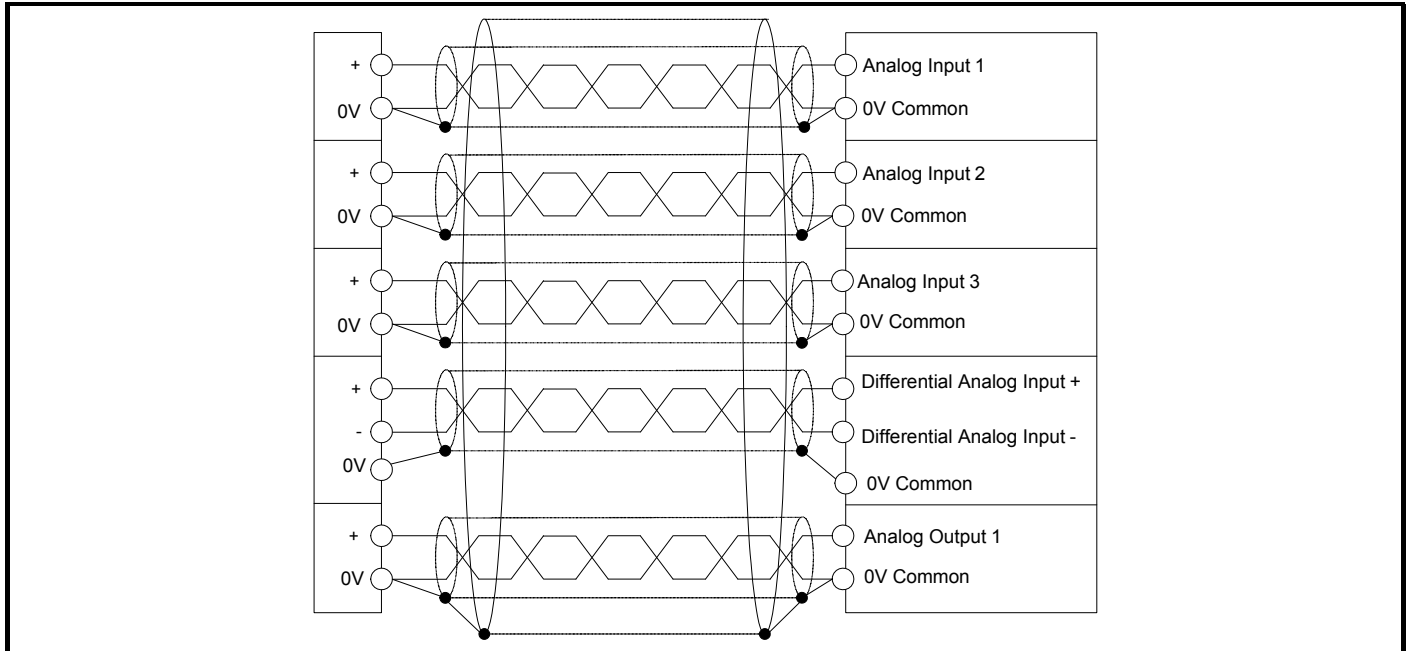 + Analog Input 1
0V 0V Common
+ Analog Input 2
0V 0V Common
+ Analog Input 3
0V 0V Common
+ Differential Analog Input +
- Differential Analog Input -
0V 0V Common
+ Analog Output 1
0V 0V Common